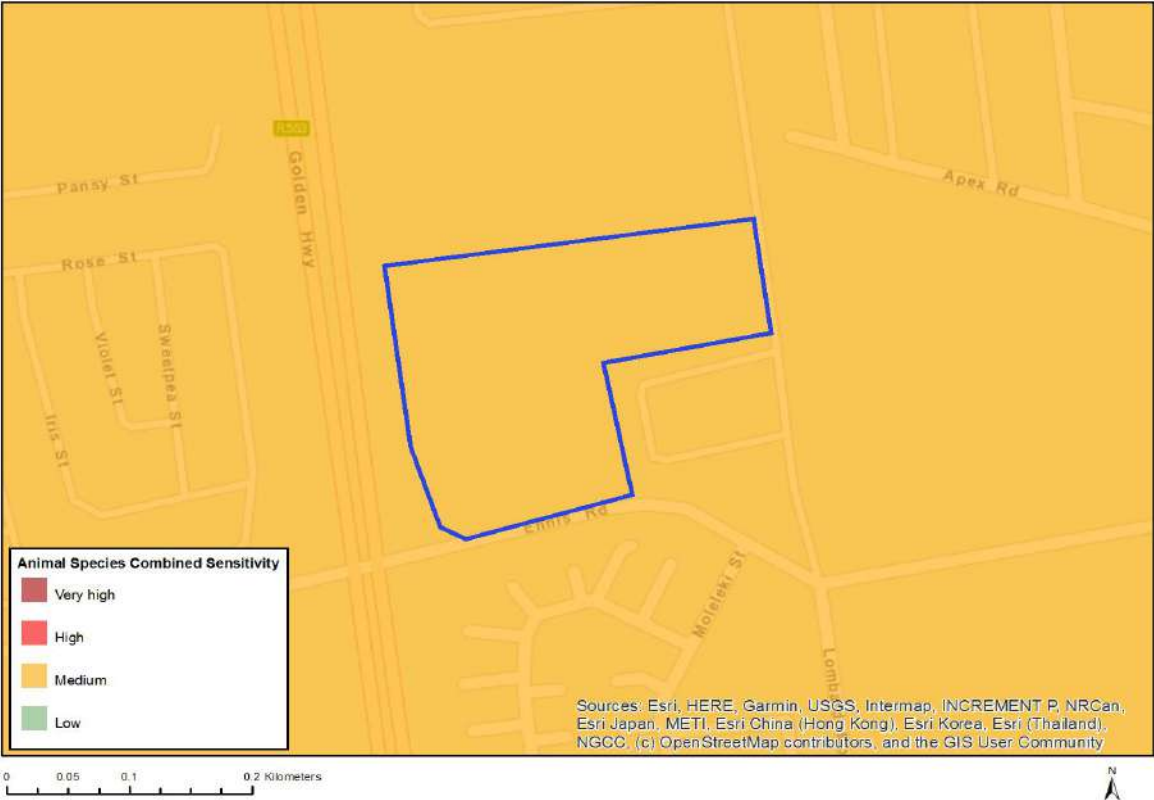 R553
Golden Hwy
Pansy St
Apex Rd
Rose St
Violet St
Sweetpea St
Iris St
Ennis Rd
Moleleki St
Animal Species Combined Sensitivity
Very high
High
Medium
Low
Sources: Esri, HERE, Garmin, USGS, Intermap, INCREMENT P, NRCan,
Esri Japan, METI, Esri China (Hong Kong), Esri Korea, Esri (Thailand),
NGCC, (c) OpenStreetMap contributors, and the GIS User Community
0 0.05 0.1 0.2 Kilometers
N